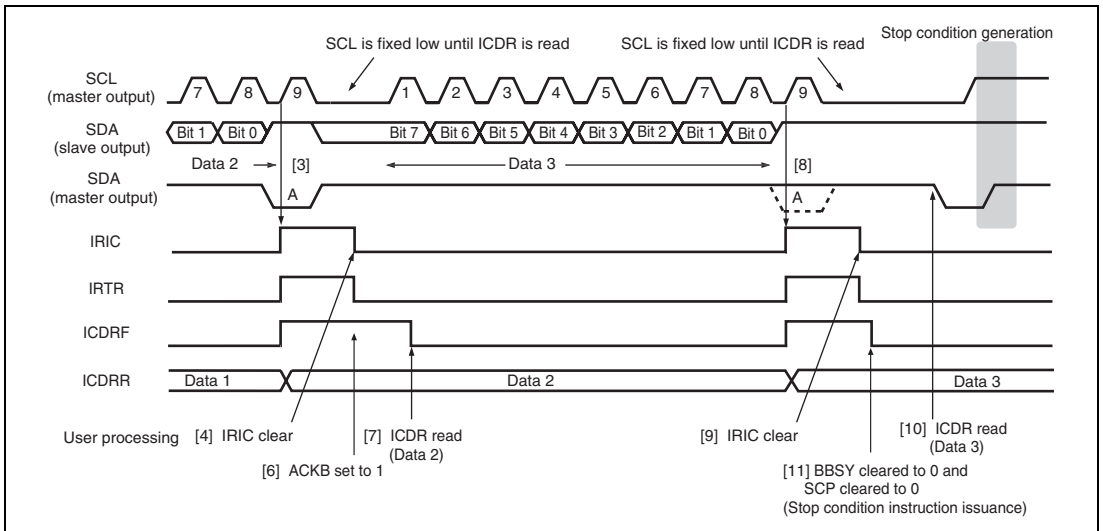 Stop condition generation
SCL is fixed low until ICDR is read
SCL is fixed low until ICDR is read
SCL
(master output)
7 8 9 1 2 3 4 5 6 7 8 9
SDA
(slave output)
Bit 1 Bit 0 Bit 7 Bit 6 Bit 5 Bit 4 Bit 3 Bit 2 Bit 1 Bit 0
Data 2 [3] Data 3 [8]
SDA
(master output)
A A
IRIC
IRTR
ICDRF
ICDRR
Data 1 Data 2 Data 3
User processing
[4] IRIC clear
[7] ICDR read
(Data 2)
[6] ACKB set to 1
[9] IRIC clear
[10] ICDR read
(Data 3)
[11] BBSY cleared to 0 and
SCP cleared to 0
(Stop condition instruction issuance)